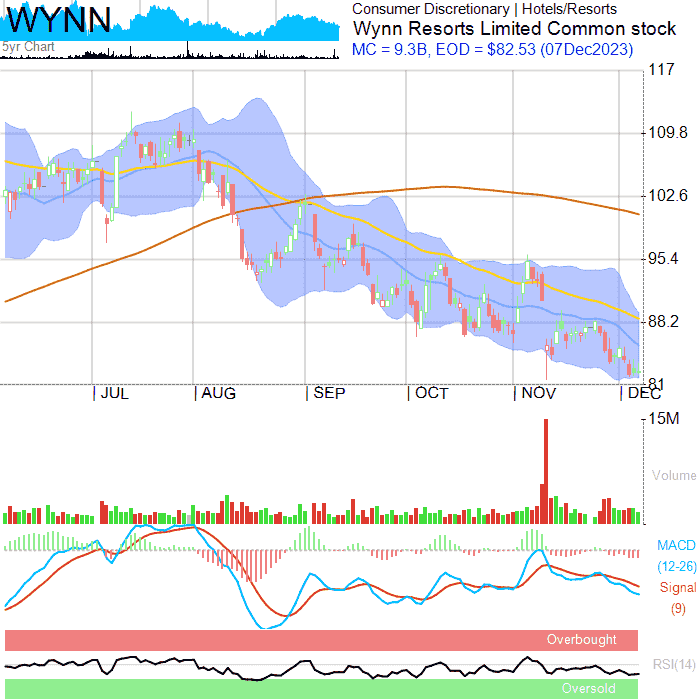 WYNN
5yr Chart
Consumer Discretionary | Hotels/Resorts
Wynn Resorts Limited Common stock
MC = 9.3B, EOD = $82.53 (07Dec2023)
117
109.8
102.6
95.4
88.2
81
JUL AUG SEP OCT NOV DEC
15M
Volume
MACD
(12-26)
Signal
(9)
Overbought
RSI(14)
Oversold